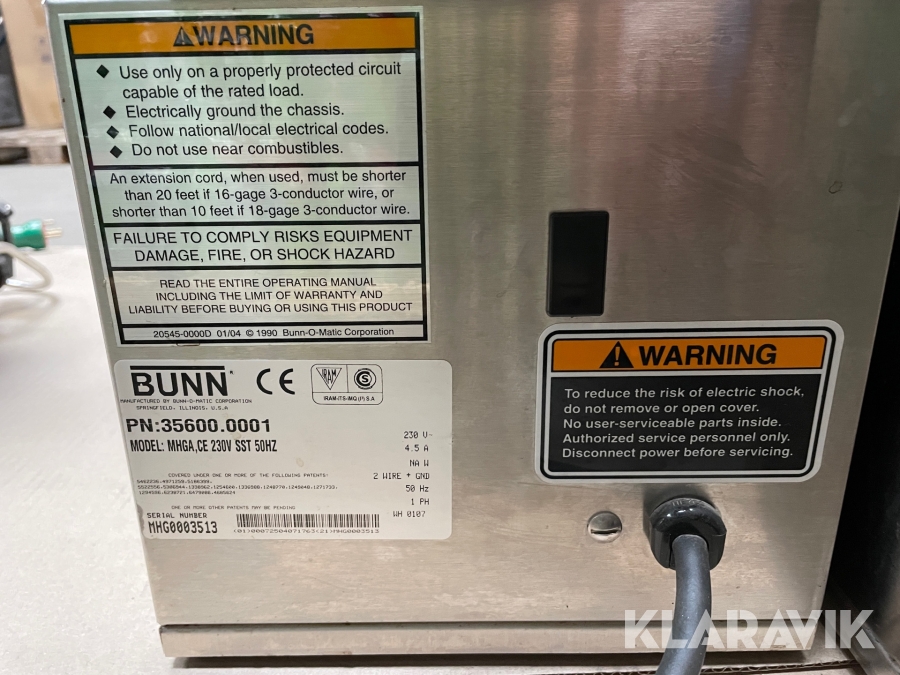 WARNING
Use only on a properly protected circuit
capable of the rated load.
Electrically ground the chassis.
Follow national/local electrical codes.
Do not use near combustibles.
An extension cord, when used, must be shorter
than 20 feet if 16-gage 3-conductor wire, or
shorter than 10 feet if 18-gage 3-conductor wire.
FAILURE TO COMPLY RISKS EQUIPMENT
DAMAGE, FIRE, OR SHOCK HAZARD
READ THE ENTIRE OPERATING MANUAL
INCLUDING THE LIMIT OF WARRANTY AND
LIABILITY BEFORE BUYING OR USING THIS PRODUCT
20545-0000D 01/04 © 1990 Bunn-O-Matic Corporation
BUNN CE
MANUFACTURED BY BUNN-O-MATIC CORPORATION
SPRINGFIELD, ILLINOIS, U.S.A
IRAM S
IRAM-ITS-IMQ (P) S.A
PN:35600.0001
MODEL: MHGA,CE 230V SST 50HZ
230 V~
4.5 A
NA W
2 WIRE + GND
50 Hz
1 PH
WH 0107
COVERED UNDER ONE OR MORE OF THE FOLLOWING PATENTS:
ONE OR MORE OTHER PATENTS MAY BE PENDING
SERIAL NUMBER
MHG0003513
(01)00072504071763(21)MHG0003513
WARNING
To reduce the risk of electric shock,
do not remove or open cover.
No user-serviceable parts inside.
Authorized service personnel only.
Disconnect power before servicing.
KLARAVIK